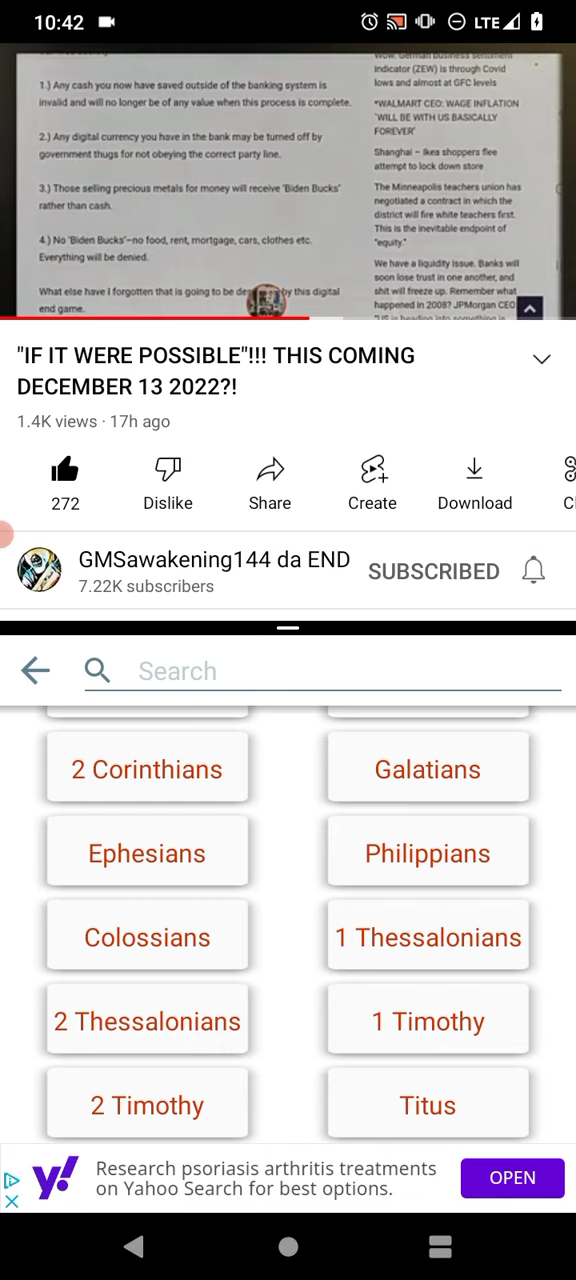 10:42
LTE
Wow. German business sentiment
indicator (ZEW) is through Covid
lows and almost at GFC levels
1.) Any cash you now have saved outside of the banking system is
invalid and will no longer be of any value when this process is complete.
*WALMART CEO: WAGE INFLATION
'WILL BE WITH US BASICALLY
FOREVER'
2.) Any digital currency you have in the bank may be turned off by
government thugs for not obeying the correct party line.
Shanghai – Ikea shoppers flee
attempt to lock down store
3.) Those selling precious metals for money will receive 'Biden Bucks'
rather than cash.
The Minneapolis teachers union has
negotiated a contract in which the
district will fire white teachers first.
This is the inevitable endpoint of
"equity."
4.) No 'Biden Bucks'–no food, rent, mortgage, cars, clothes etc.
Everything will be denied.
We have a liquidity issue. Banks will
soon lose trust in one another, and
shit will freeze up. Remember what
happened in 2008? JPMorgan CEO:
What else have I forgotten that is going to be by this digital
end game.
"IF IT WERE POSSIBLE"!!! THIS COMING
DECEMBER 13 2022?!
1.4K views · 17h ago
272
Dislike
Share
Create
Download
GMSawakening144 da END
7.22K subscribers
SUBSCRIBED
Search
2 Corinthians
Galatians
Ephesians
Philippians
Colossians
1 Thessalonians
2 Thessalonians
1 Timothy
2 Timothy
Titus
y!
Research psoriasis arthritis treatments
on Yahoo Search for best options.
OPEN